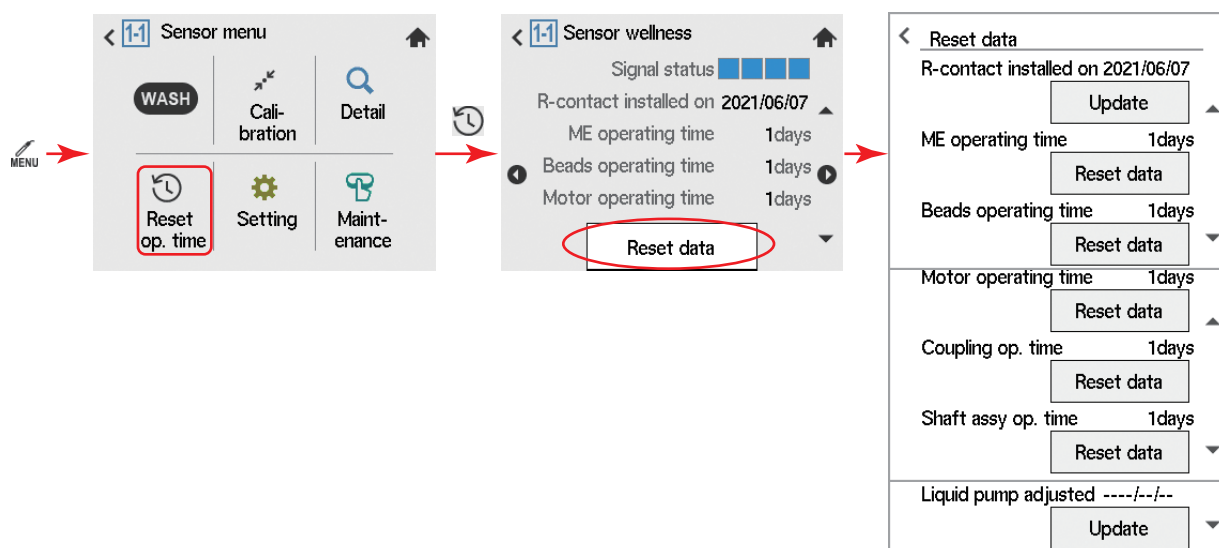 MENU
1-1 Sensor menu
WASH
Cali-
bration
Detail
Reset
op. time
Setting
Maint-
enance
1-1 Sensor wellness
Signal status
R-contact installed on 2021/06/07
ME operating time 1days
Beads operating time 1days
Motor operating time 1days
Reset data
Reset data
R-contact installed on 2021/06/07
Update
ME operating time 1days
Reset data
Beads operating time 1days
Reset data
Motor operating time 1days
Reset data
Coupling op. time 1days
Reset data
Shaft assy op. time 1days
Reset data
Liquid pump adjusted ----/--/--
Update